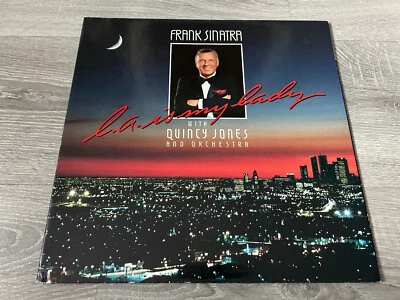 FRANK SINATRA
L.A. is my lady
WITH
QUINCY JONES
AND ORCHESTRA